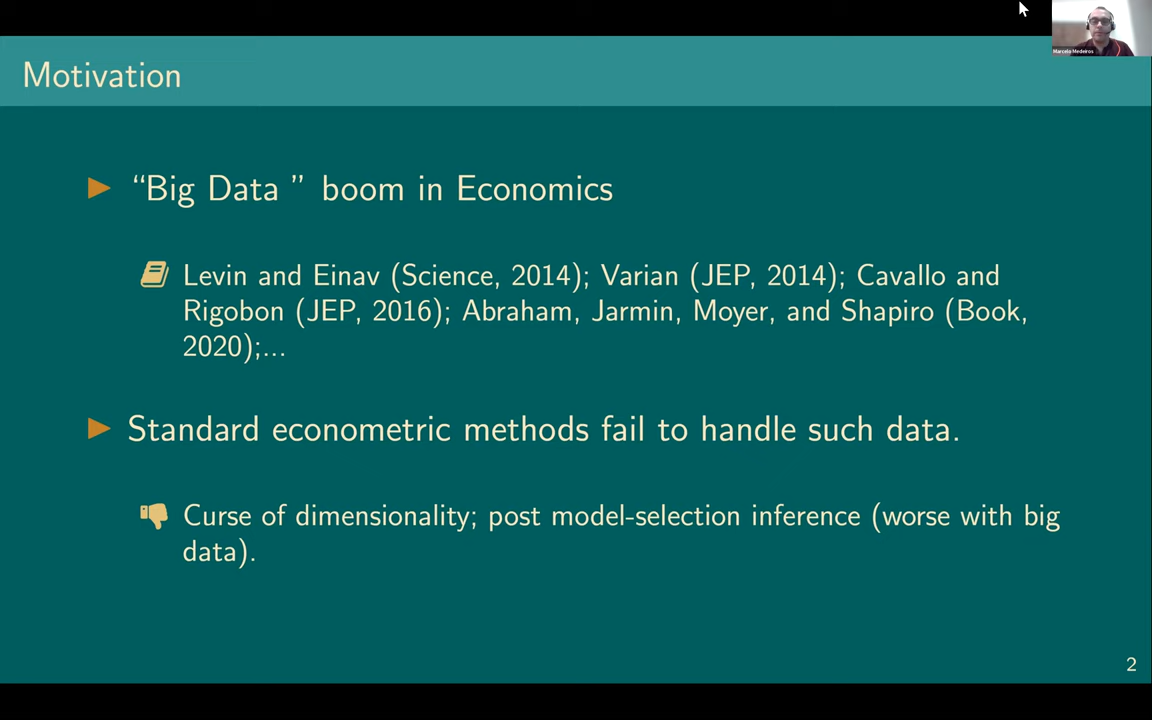 Marcelo Medeiros
Motivation
“Big Data ” boom in Economics
Levin and Einav (Science, 2014); Varian (JEP, 2014); Cavallo and
Rigobon (JEP, 2016); Abraham, Jarmin, Moyer, and Shapiro (Book,
2020);...
Standard econometric methods fail to handle such data.
Curse of dimensionality; post model-selection inference (worse with big
data).
2